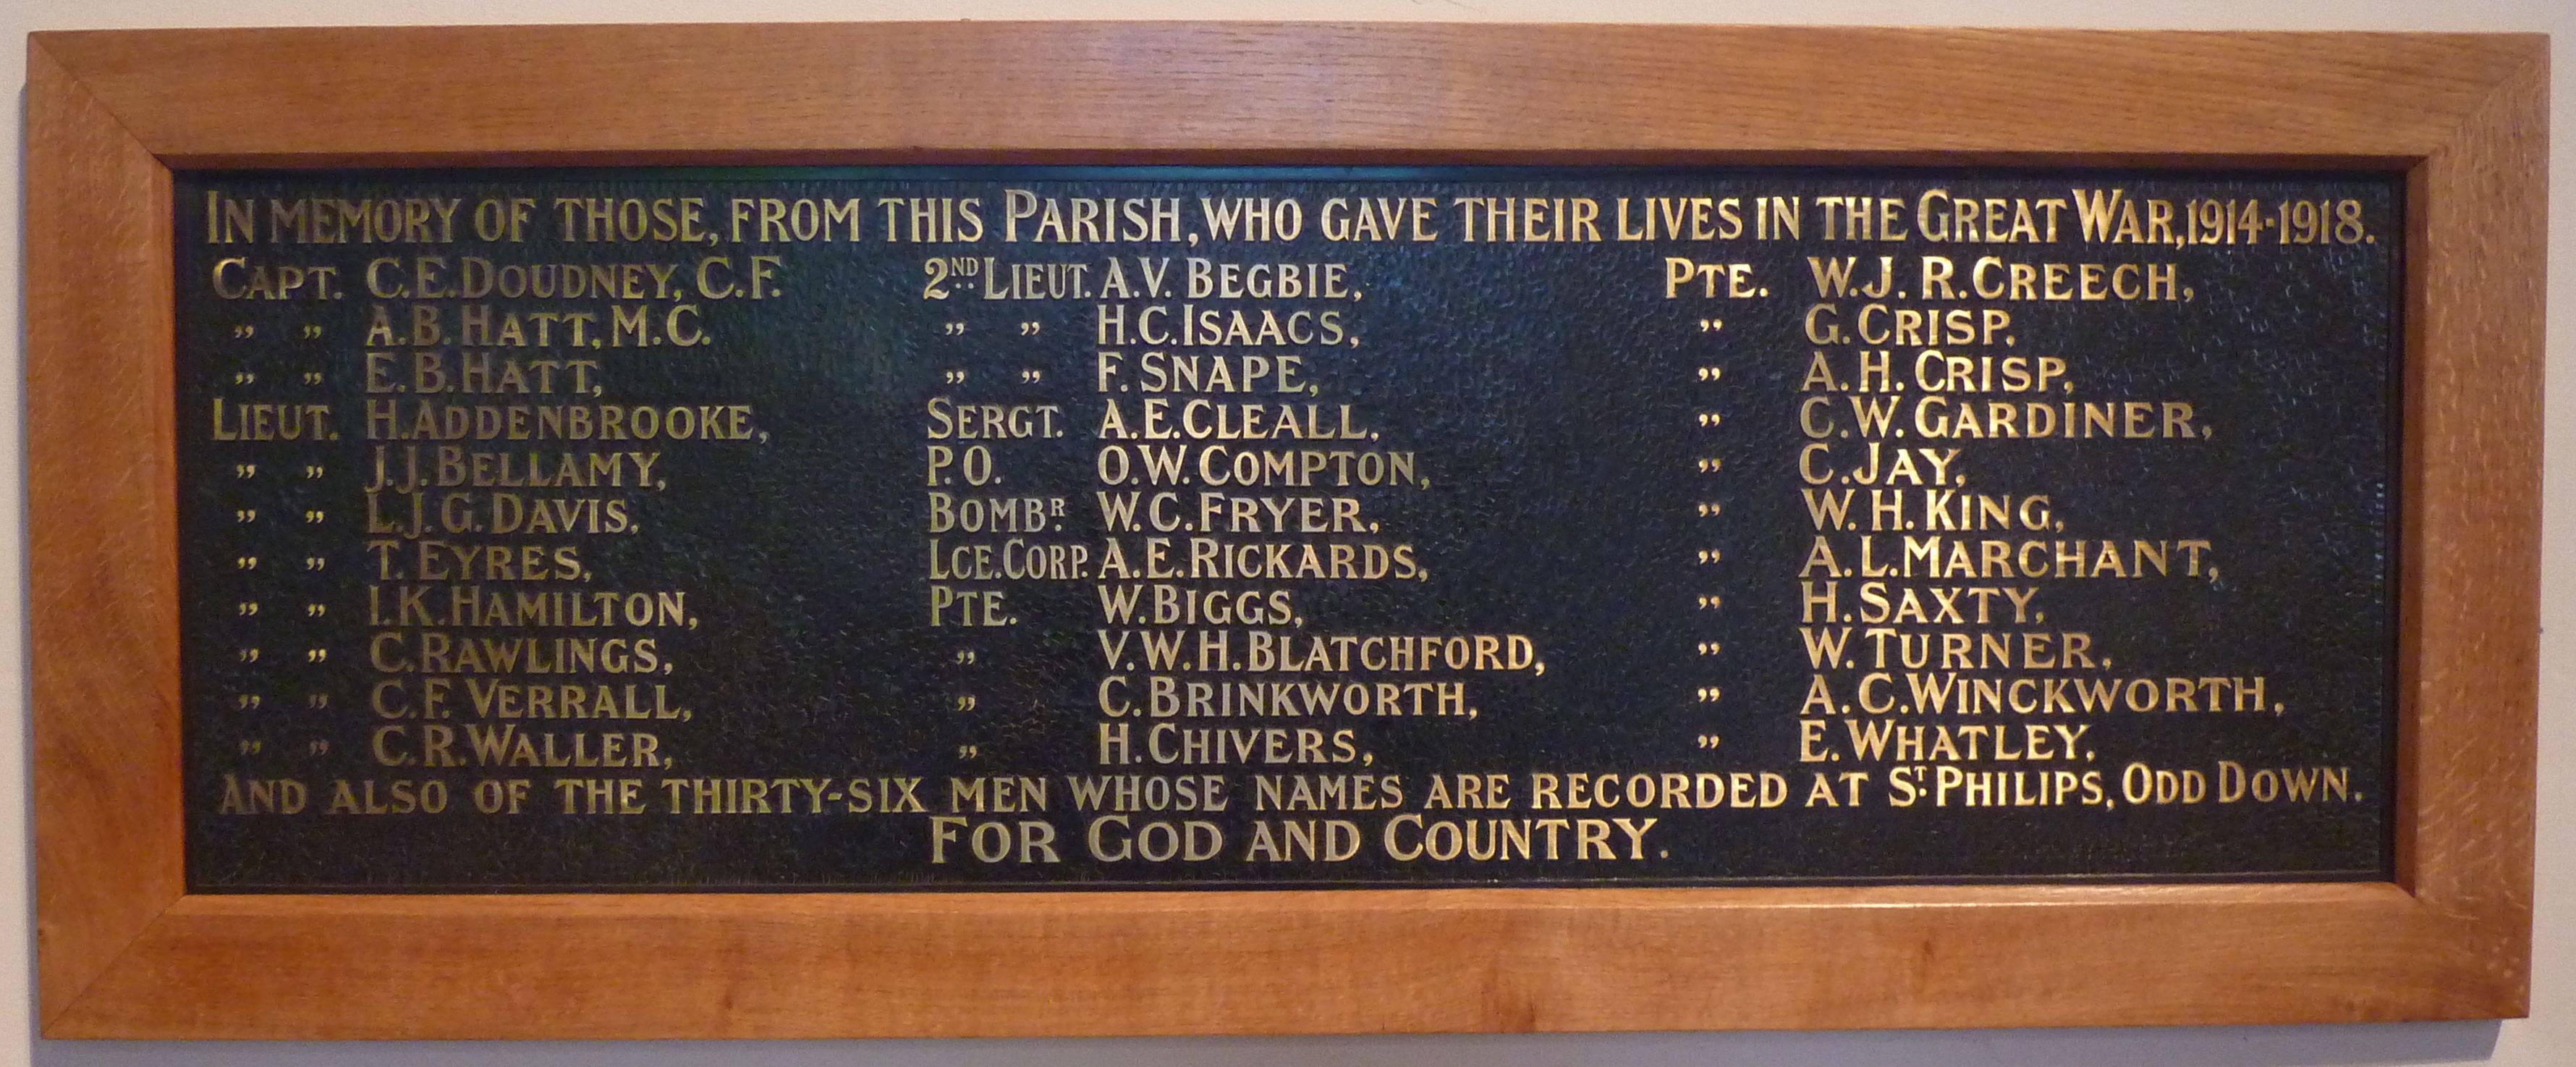 IN MEMORY OF THOSE, FROM THIS PARISH, WHO GAVE THEIR LIVES IN THE GREAT WAR, 1914-1918.
CAPT. C.E. DOUDNEY, C.F.
" " A.B. HATT, M.C.
" " E.B. HATT,
LIEUT. H. ADDENBROOKE,
" " J.J. BELLAMY,
" " L.J.G. DAVIS,
" " T. EYRES,
" " I.K. HAMILTON,
" " C. RAWLINGS,
" " C.F. VERRALL,
" " C.R. WALLER,
2ND LIEUT. A.V. BEGBIE,
" " H.C. ISAACS,
" " F. SNAPE,
SERGT. A.E. CLEALL,
P.O. O.W. COMPTON,
BOMBR. W.C. FRYER,
LCE. CORP. A.E. RICKARDS,
PTE. W. BIGGS,
" V.W.H. BLATCHFORD,
" C. BRINKWORTH,
" H. CHIVERS,
PTE. W.J.R. CREECH,
" G. CRISP,
" A.H. CRISP,
" C.W. GARDINER,
" C. JAY,
" W.H. KING,
" A.L. MARCHANT,
" H. SAXTY,
" W. TURNER,
" A.C. WINCKWORTH,
" E. WHATLEY,
AND ALSO OF THE THIRTY-SIX MEN WHOSE NAMES ARE RECORDED AT ST. PHILIPS, ODD DOWN.
FOR GOD AND COUNTRY.